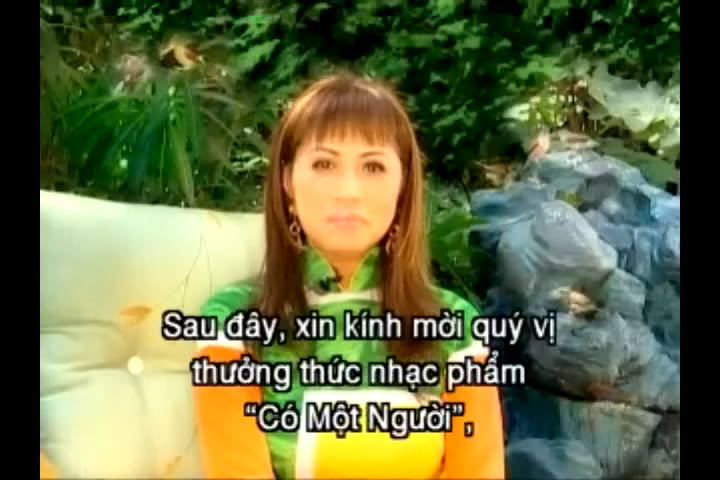 Sau đây, xin kính mời quý vị
thưởng thức nhạc phẩm
“Có Một Người”,